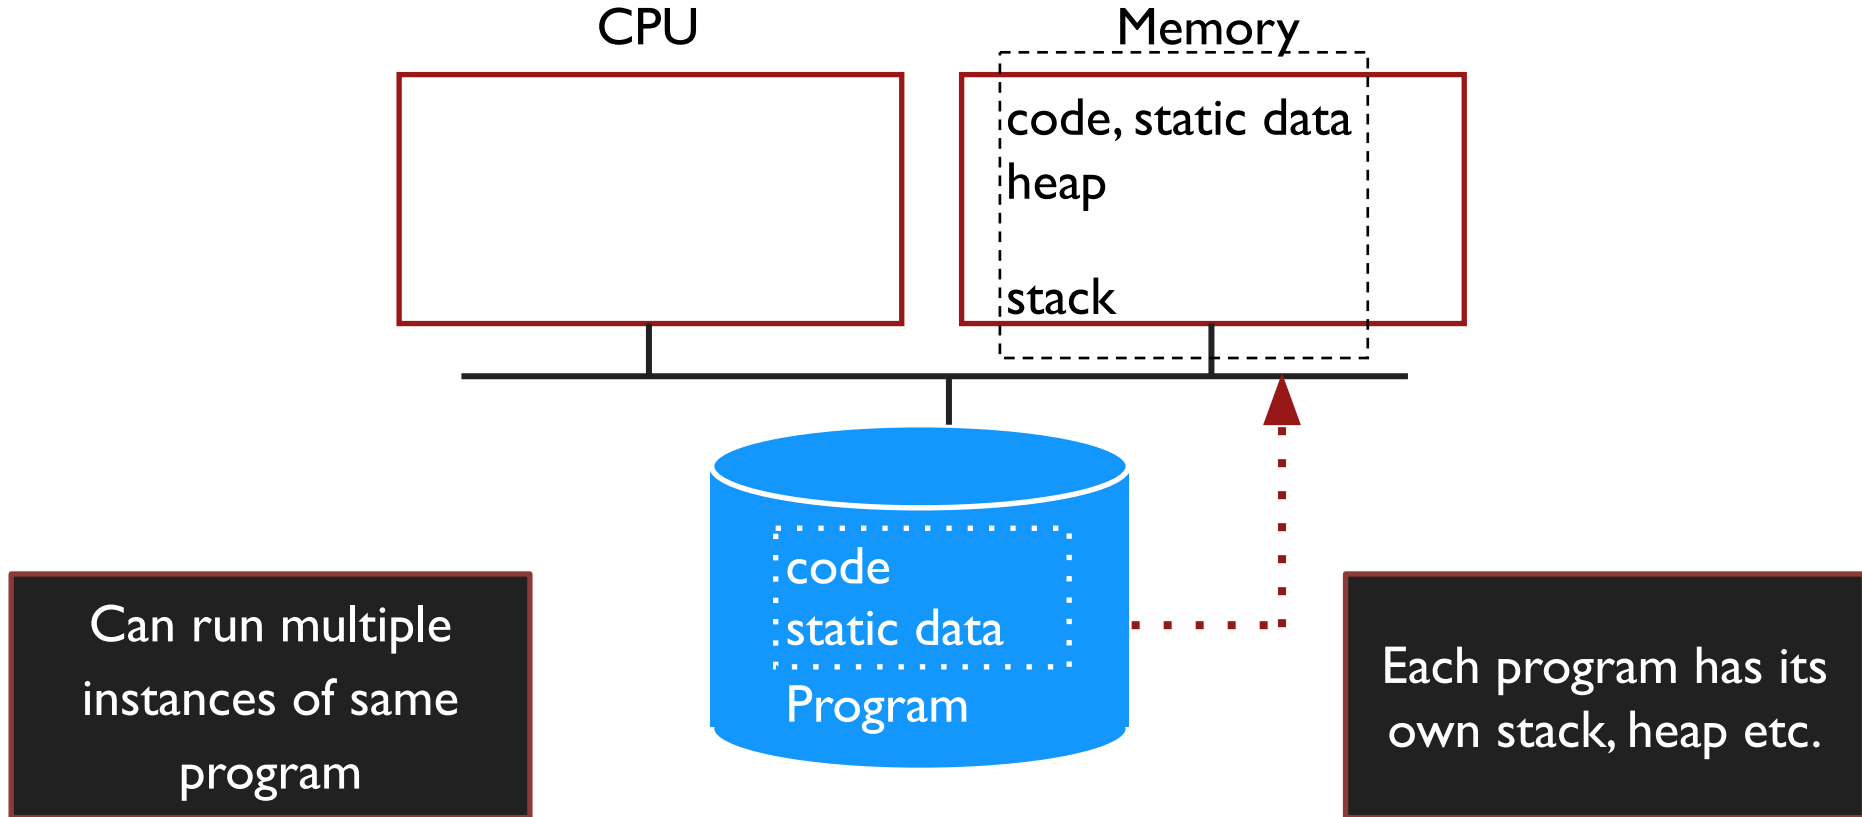 CPU
Memory
code, static data
heap
stack
code
static data
Program
Can run multiple
instances of same
program
Each program has its
own stack, heap etc.